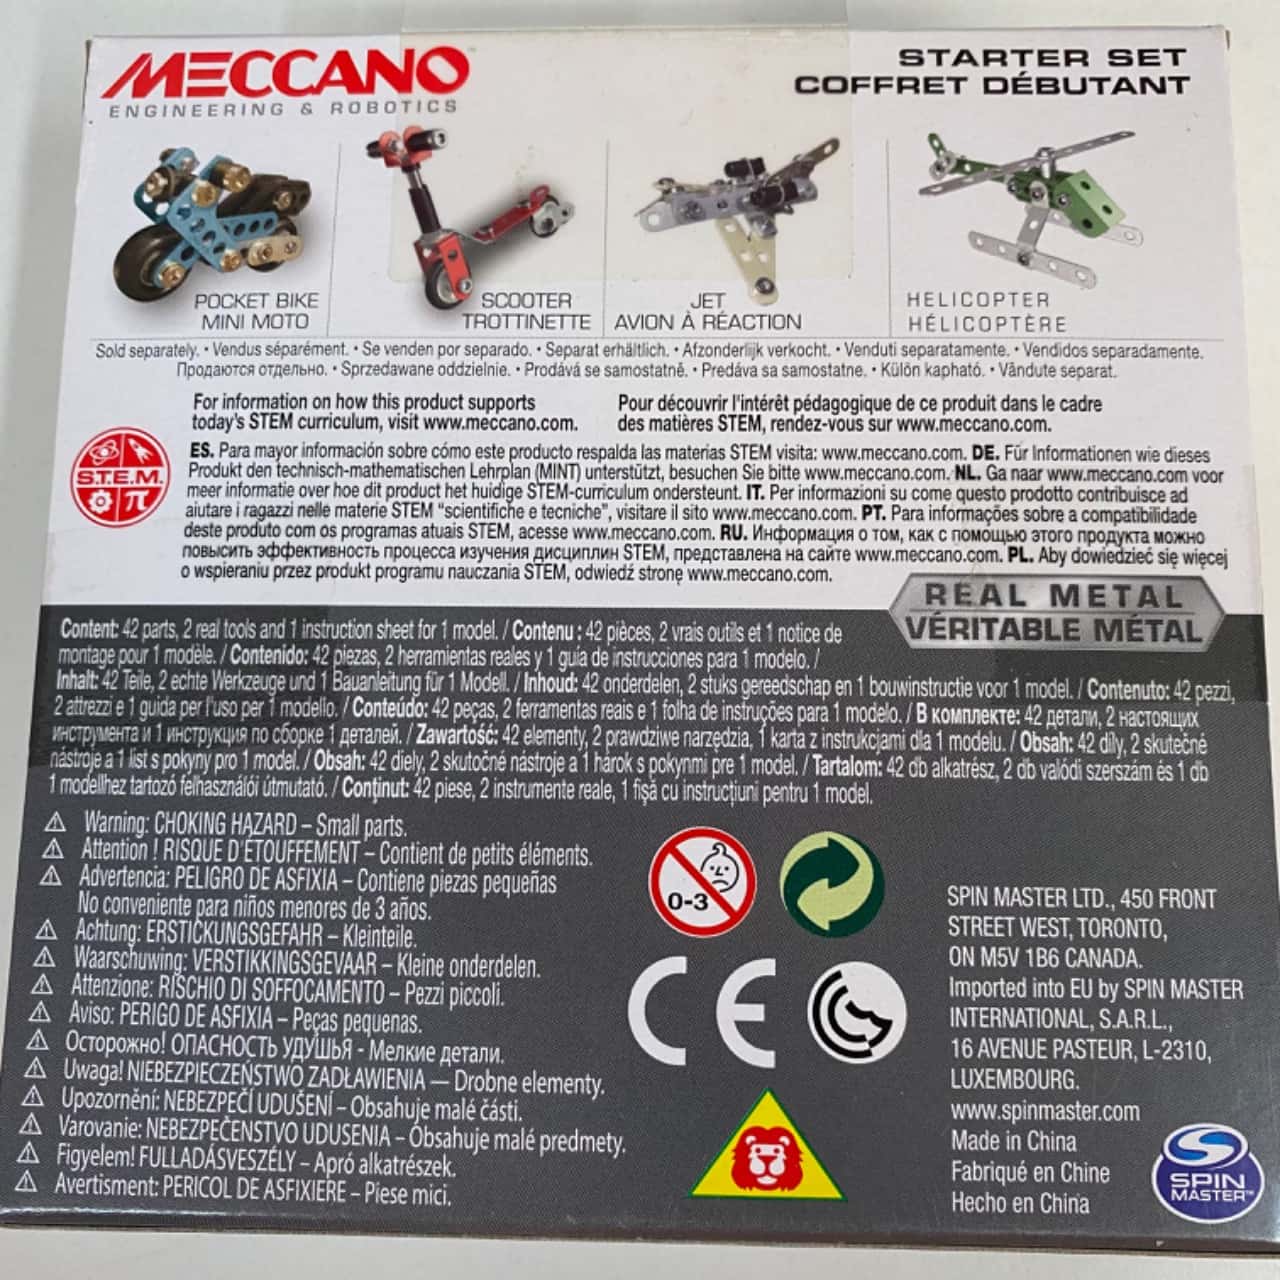 MECCANO
ENGINEERING & ROBOTICS
STARTER SET
COFFRET DÉBUTANT
POCKET BIKE
MINI MOTO
SCOOTER
TROTTINETTE
JET
AVION À RÉACTION
HELICOPTER
HÉLICOPTÈRE
Sold separately. • Vendus séparément. • Se venden por separado. • Separat erhältlich. • Afzonderlijk verkocht. • Venduti separatamente. • Vendidos separadamente.
Продаются отдельно. • Sprzedawane oddzielnie. • Prodává se samostatně. • Predáva sa samostatne. • Külön kapható. • Vândute separat.
For information on how this product supports
today's STEM curriculum, visit www.meccano.com.
Pour découvrir l'intérêt pédagogique de ce produit dans le cadre
des matières STEM, rendez-vous sur www.meccano.com.
S.T.E.M.
π
ES. Para mayor información sobre cómo este producto respalda las materias STEM visita: www.meccano.com. DE. Für Informationen wie dieses
Produkt den technisch-mathematischen Lehrplan (MINT) unterstützt, besuchen Sie bitte www.meccano.com. NL. Ga naar www.meccano.com voor
meer informatie over hoe dit product het huidige STEM-curriculum ondersteunt. IT. Per informazioni su come questo prodotto contribuisce ad
aiutare i ragazzi nelle materie STEM "scientifiche e tecniche", visitare il sito www.meccano.com. PT. Para informações sobre a compatibilidade
deste produto com os programas atuais STEM, acesse www.meccano.com. RU. Информация о том, как с помощью этого продукта можно
повысить эффективность процесса изучения дисциплин STEM, представлена на сайте www.meccano.com. PL. Aby dowiedzieć się więcej
o wspieraniu przez produkt programu nauczania STEM, odwiedź stronę www.meccano.com.
REAL METAL
VÉRITABLE MÉTAL
Content: 42 parts, 2 real tools and 1 instruction sheet for 1 model. / Contenu : 42 pièces, 2 vrais outils et 1 notice de
montage pour 1 modèle. / Contenido: 42 piezas, 2 herramientas reales y 1 guía de instrucciones para 1 modelo. /
Inhalt: 42 Teile, 2 echte Werkzeuge und 1 Bauanleitung für 1 Modell. / Inhoud: 42 onderdelen, 2 stuks gereedschap en 1 bouwinstructie voor 1 model. / Contenuto: 42 pezzi,
2 attrezzi e 1 guida per l'uso per 1 modello. / Conteúdo: 42 peças, 2 ferramentas reais e 1 folha de instruções para 1 modelo. / В комплекте: 42 детали, 2 настоящих
инструмента и 1 инструкция по сборке 1 деталей. / Zawartość: 42 elementy, 2 prawdziwe narzędzia, 1 karta z instrukcjami dla 1 modelu. / Obsah: 42 díly, 2 skutečné
nástroje a 1 list s pokyny pro 1 model. / Obsah: 42 diely, 2 skutočné nástroje a 1 hárok s pokynmi pre 1 model. / Tartalom: 42 db alkatrész, 2 db valódi szerszám és 1 db
1 modellhez tartozó felhasználói útmutató. / Conținut: 42 piese, 2 instrumente reale, 1 fișă cu instrucțiuni pentru 1 model.
Warning: CHOKING HAZARD – Small parts.
Attention ! RISQUE D'ÉTOUFFEMENT – Contient de petits éléments.
Advertencia: PELIGRO DE ASFIXIA – Contiene piezas pequeñas
No conveniente para niños menores de 3 años.
Achtung: ERSTICKUNGSGEFAHR – Kleinteile.
Waarschuwing: VERSTIKKINGSGEVAAR – Kleine onderdelen.
Attenzione: RISCHIO DI SOFFOCAMENTO – Pezzi piccoli.
Aviso: PERIGO DE ASFIXIA – Peças pequenas.
Осторожно! ОПАСНОСТЬ УДУШЬЯ - Мелкие детали.
Uwaga! NIEBEZPIECZEŃSTWO ZADŁAWIENIA — Drobne elementy.
Upozornění: NEBEZPEČÍ UDUŠENÍ – Obsahuje malé části.
Varovanie: NEBEZPEČENSTVO UDUSENIA – Obsahuje malé predmety.
Figyelem! FULLADÁSVESZÉLY – Apró alkatrészek.
Avertisment: PERICOL DE ASFIXIERE – Piese mici.
0-3
CE
SPIN MASTER LTD., 450 FRONT
STREET WEST, TORONTO,
ON M5V 1B6 CANADA.
Imported into EU by SPIN MASTER
INTERNATIONAL, S.A.R.L.,
16 AVENUE PASTEUR, L-2310,
LUXEMBOURG.
www.spinmaster.com
Made in China
Fabriqué en Chine
Hecho en China
SPIN
MASTER™